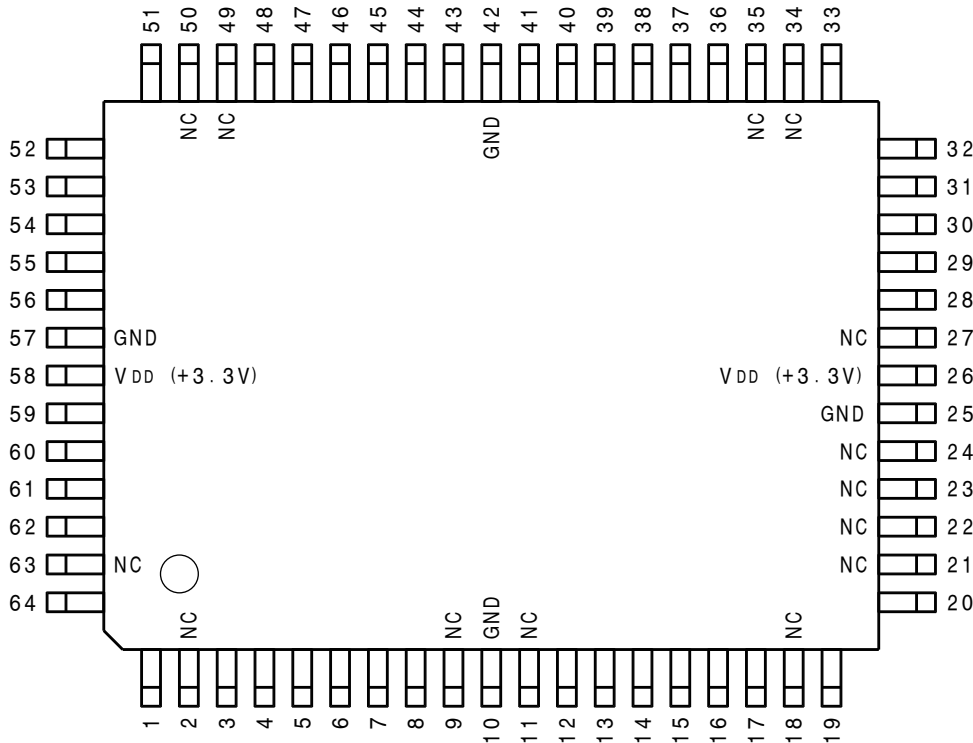 51 50 49 48 47 46 45 44 43 42 41 40 39 38 37 36 35 34 33
NC NC GND NC NC
52 32
53 31
54 30
55 29
56 28
57 GND NC 27
58 VDD (+3.3V) VDD (+3.3V) 26
59 GND 25
60 NC 24
61 NC 23
62 NC 22
63 NC NC 21
64 20
NC NC GND NC NC
1 2 3 4 5 6 7 8 9 10 11 12 13 14 15 16 17 18 19